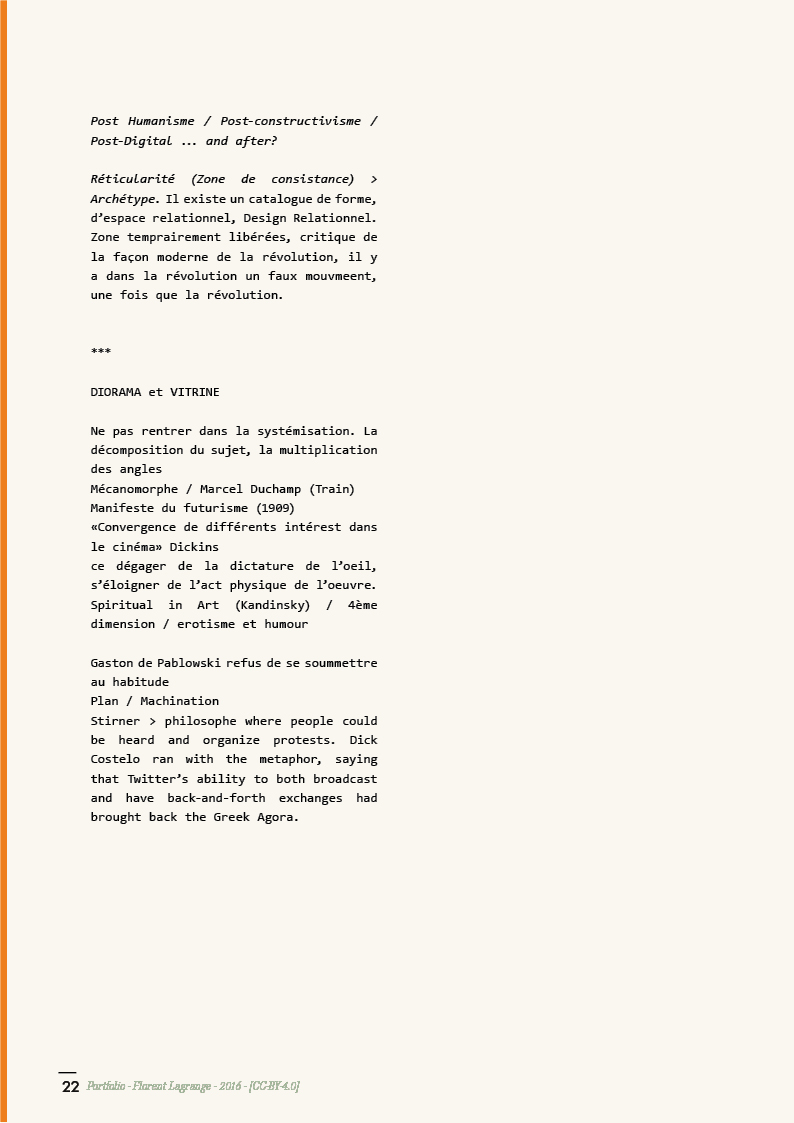 Post Humanisme / Post-constructivisme /
Post-Digital ... and after?
Réticularité (Zone de consistance) >
Archétype. Il existe un catalogue de forme,
d’espace relationnel, Design Relationnel.
Zone temprairement libérées, critique de
la façon moderne de la révolution, il y
a dans la révolution un faux mouvmeent,
une fois que la révolution.
***
DIORAMA et VITRINE
Ne pas rentrer dans la systémisation. La
décomposition du sujet, la multiplication
des angles
Mécanomorphe / Marcel Duchamp (Train)
Manifeste du futurisme (1909)
«Convergence de différents intérest dans
le cinéma» Dickins
ce dégager de la dictature de l’oeil,
s’éloigner de l’act physique de l’oeuvre.
Spiritual in Art (Kandinsky) / 4ème
dimension / erotisme et humour
Gaston de Pablowski refus de se soummettre
au habitude
Plan / Machination
Stirner > philosophe where people could
be heard and organize protests. Dick
Costelo ran with the metaphor, saying
that Twitter’s ability to both broadcast
and have back-and-forth exchanges had
brought back the Greek Agora.
22 Portfolio - Florent Lagrange - 2016 - [CC-BY-4.0]